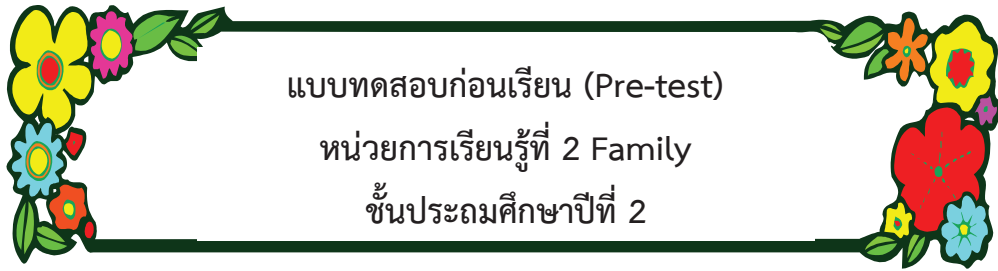 แบบทดสอบก่อนเรียน (Pre-test)
หน่วยการเรียนรู้ที่ 2 Family
ชั้นประถมศึกษาปีที่ 2